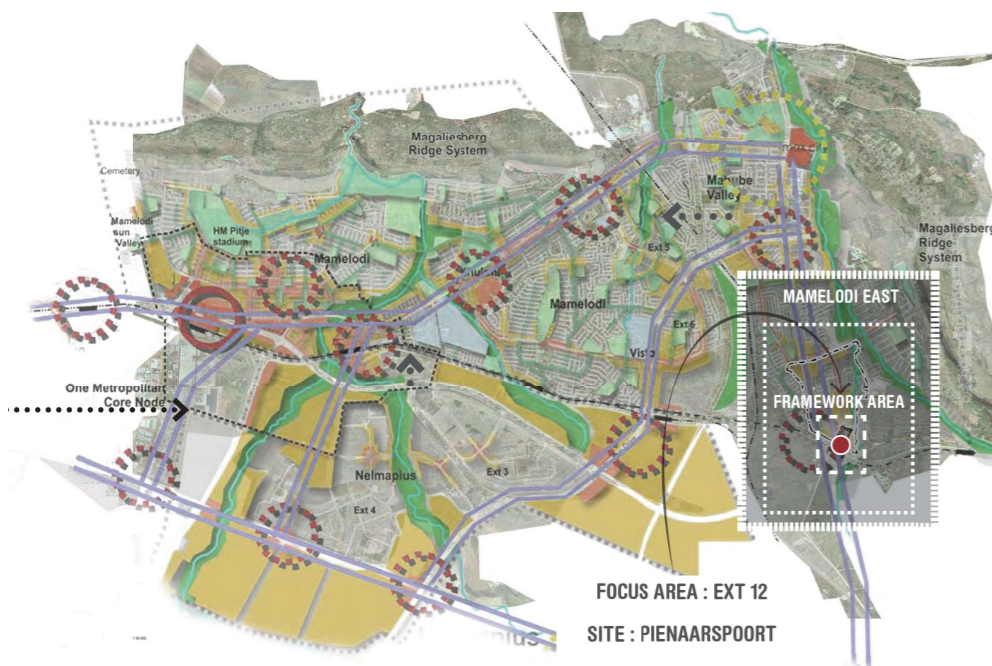 Magaliesberg
Ridge System
Cemetery
Mamelodi
sun
Valley
HM Pitje
stadium
Mamelodi
Mahube
Valley
Ext 5
Magaliesberg
Ridge
System
Mamelodi
Ext 6
MAMELODI EAST
FRAMEWORK AREA
One Metropolitan
Core Node
Nelmapius
Ext 3
Ext 4
FOCUS AREA : EXT 12
SITE : PIENAARSPOORT